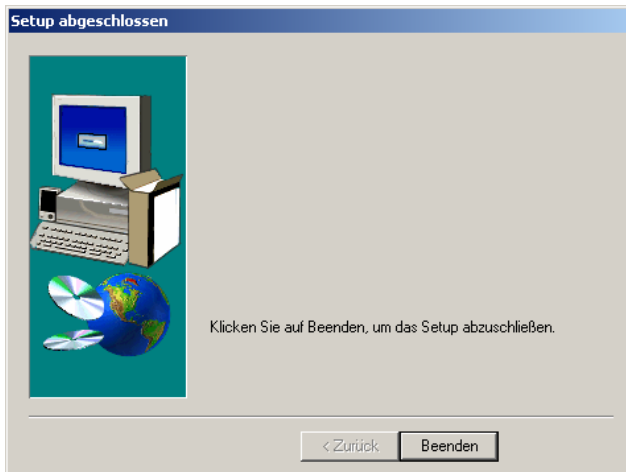 Setup abgeschlossen
Klicken Sie auf Beenden, um das Setup abzuschließen.
< Zurück
Beenden